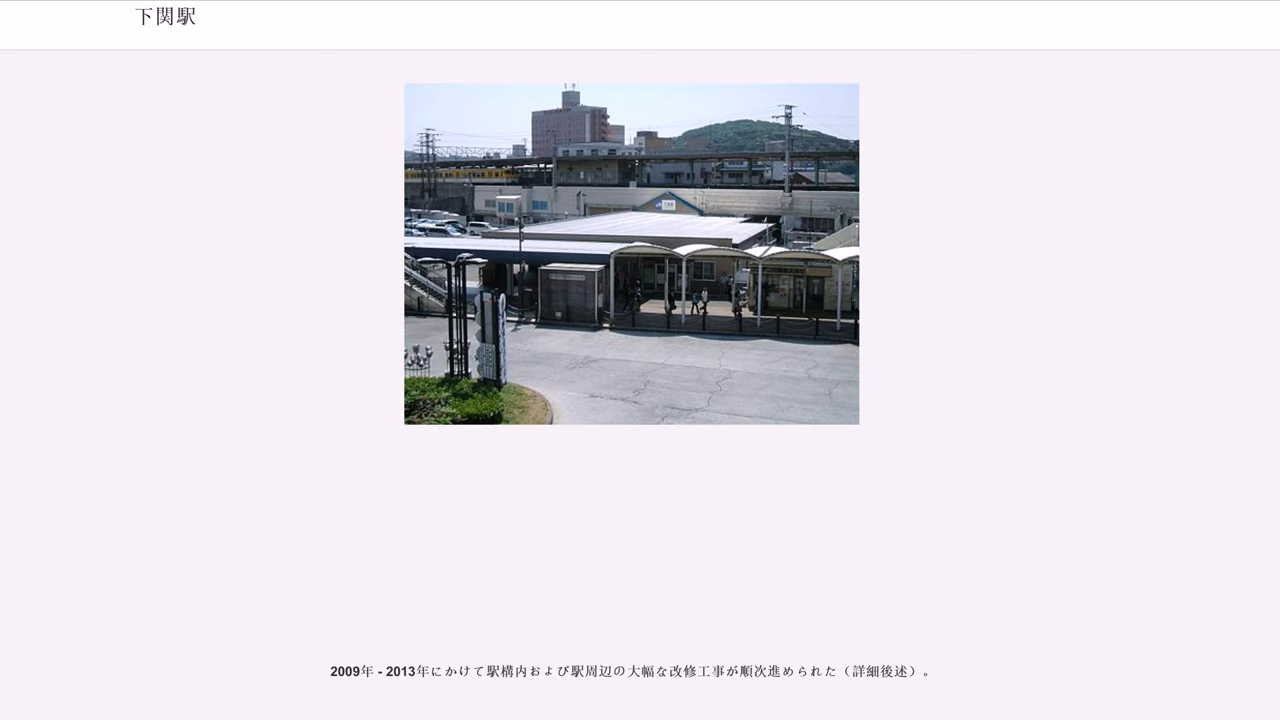 下関駅
2009年 - 2013年にかけて駅構内および駅周辺の大幅な改修工事が順次進められた（詳細後述）。